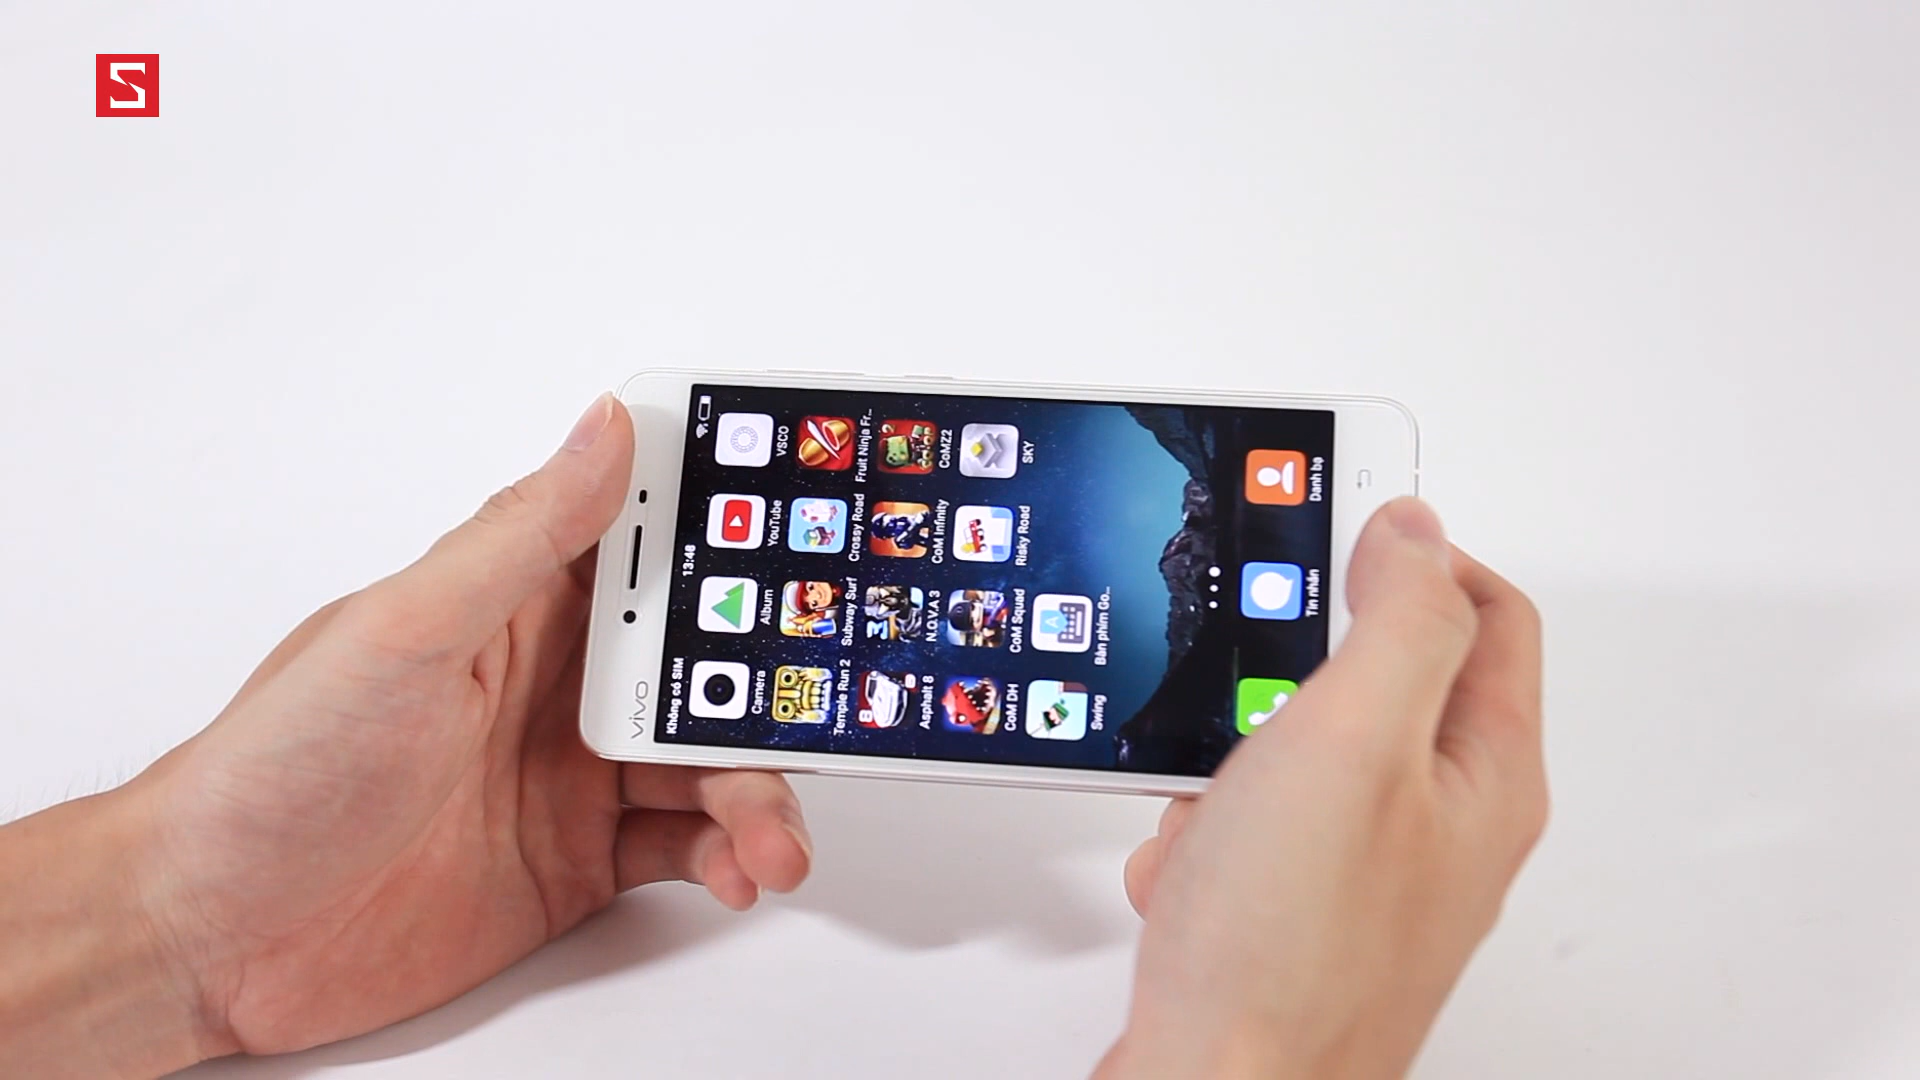 S
vivo
Không có SIM
13:48
Camera
Album
YouTube
VSCO
Temple Run 2
Subway Surf
Crossy Road
Fruit Ninja Fr...
Asphalt 8
N.O.V.A 3
CoM Infinity
CoMZ2
CoM DH
CoM Squad
Risky Road
SKY
Swing
Bàn phím Go...
Tin nhắn
Danh bạ